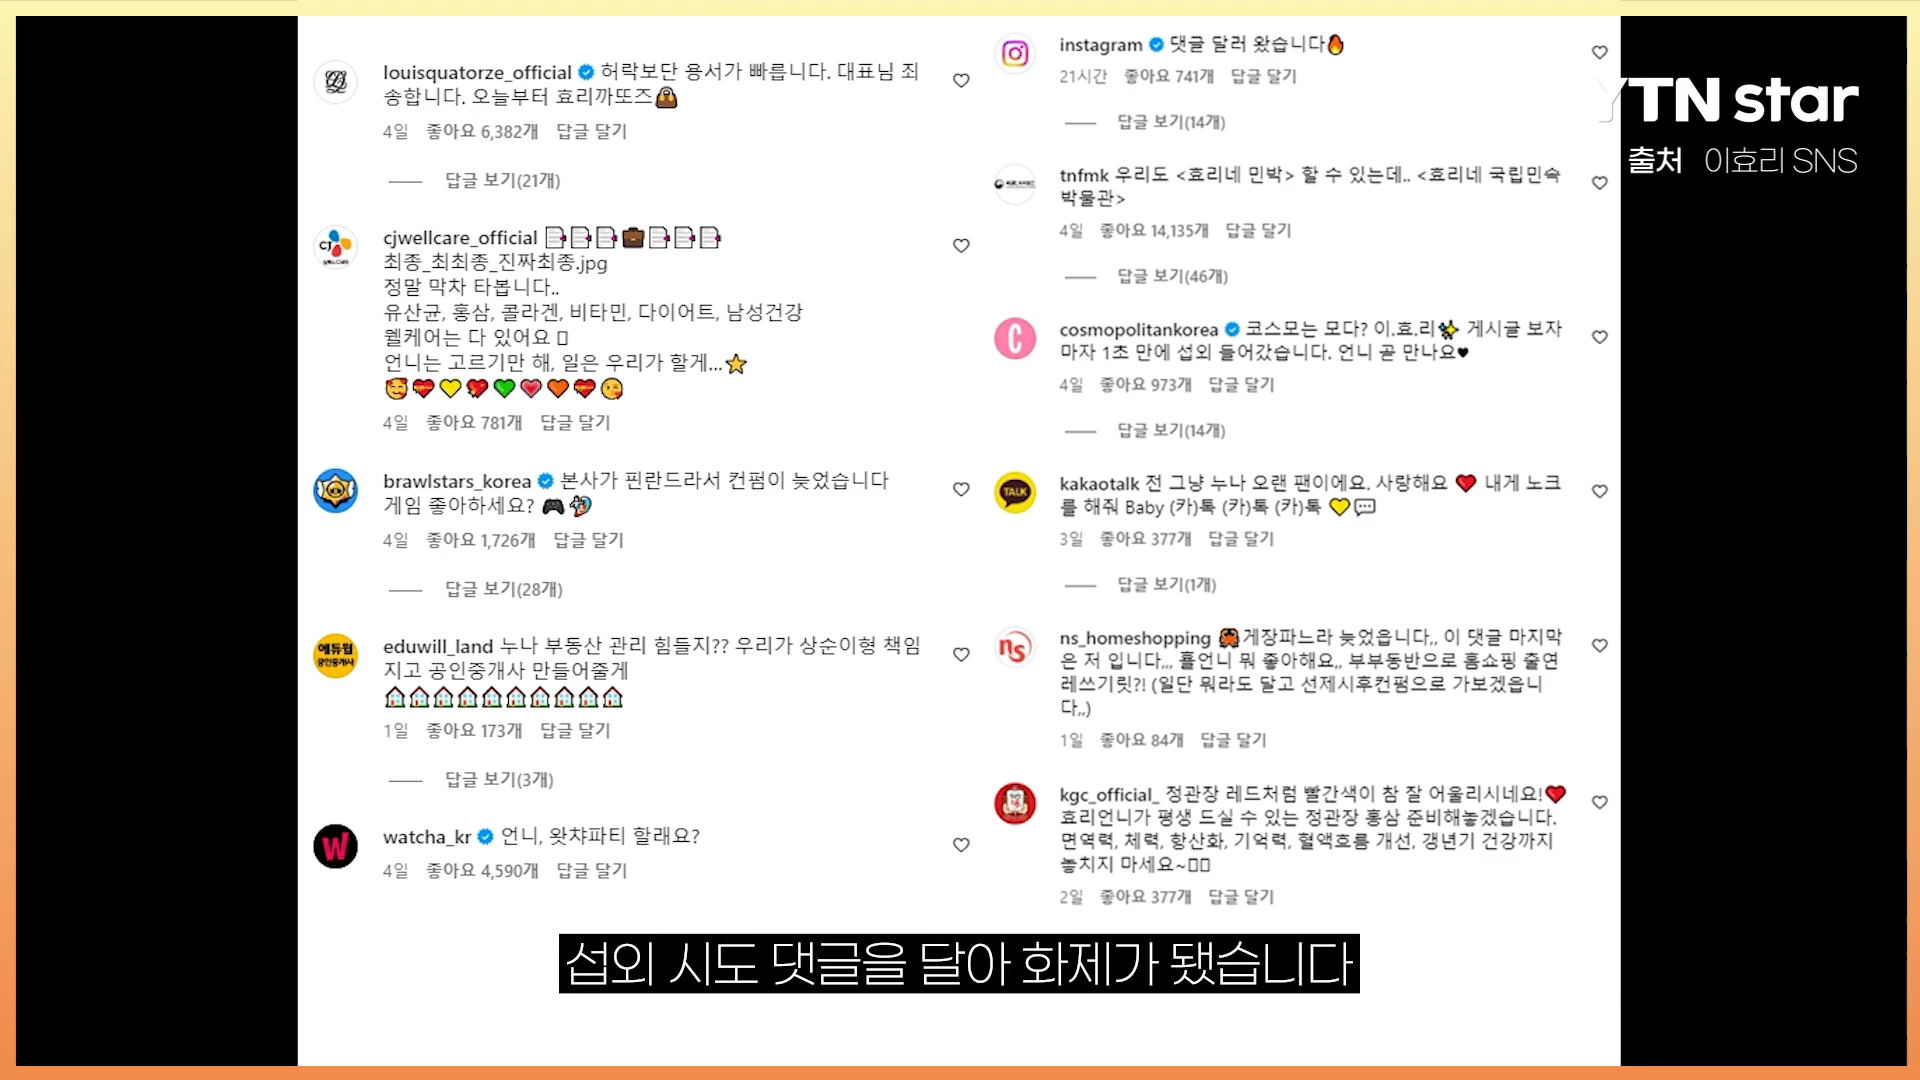 louisquatorze_official 허락보단 용서가 빠릅니다. 대표님 죄
송합니다. 오늘부터 효리까또즈👜
4일 좋아요 6,382개 답글 달기
답글 보기(21개)
CJ
cjwellcare_official 📑📑📑💼📑📑📑
최종_최최종_진짜최종.jpg
정말 막차 타봅니다..
유산균, 홍삼, 콜라겐, 비타민, 다이어트, 남성건강
웰케어는 다 있어요
언니는 고르기만 해, 일은 우리가 할게...⭐
🥰💝💛💖💚💗🧡💝😘
4일 좋아요 781개 답글 달기
brawlstars_korea 본사가 핀란드라서 컨펌이 늦었습니다
게임 좋아하세요? 🎮
4일 좋아요 1,726개 답글 달기
답글 보기(28개)
에듀윌
공인중개사
eduwill_land 누나 부동산 관리 힘들지?? 우리가 상순이형 책임
지고 공인중개사 만들어줄게
🏠🏠🏠🏠🏠🏠🏠🏠🏠🏠
1일 좋아요 173개 답글 달기
답글 보기(3개)
W
watcha_kr 언니, 왓챠파티 할래요?
4일 좋아요 4,590개 답글 달기
instagram 댓글 달러 왔습니다🔥
21시간 좋아요 741개 답글 달기
답글 보기(14개)
tnfmk 우리도 <효리네 민박> 할 수 있는데.. <효리네 국립민속
박물관>
4일 좋아요 14,135개 답글 달기
답글 보기(46개)
C
cosmopolitankorea 코스모는 모다? 이.효.리✨ 게시글 보자
마자 1초 만에 섭외 들어갔습니다. 언니 곧 만나요♥
4일 좋아요 973개 답글 달기
답글 보기(14개)
TALK
kakaotalk 전 그냥 누나 오랜 팬이에요. 사랑해요 ❤️ 내게 노크
를 해줘 Baby (카)톡 (카)톡 (카)톡 💛💬
3일 좋아요 377개 답글 달기
답글 보기(1개)
ns
ns_homeshopping 🦀게장파느라 늦었읍니다,, 이 댓글 마지막
은 저 입니다,,, 횰언니 뭐 좋아해요,, 부부동반으로 홈쇼핑 출연
레쓰기릿?! (일단 뭐라도 달고 선제시후컨펌으로 가보겠읍니
다,,)
1일 좋아요 84개 답글 달기
kgc_official_ 정관장 레드처럼 빨간색이 참 잘 어울리시네요!❤️
효리언니가 평생 드실 수 있는 정관장 홍삼 준비해놓겠습니다.
면역력, 체력, 항산화, 기억력, 혈액흐름 개선, 갱년기 건강까지
놓치지 마세요~
2일 좋아요 377개 답글 달기
YTN star
출처 이효리 SNS
섭외 시도 댓글을 달아 화제가 됐습니다